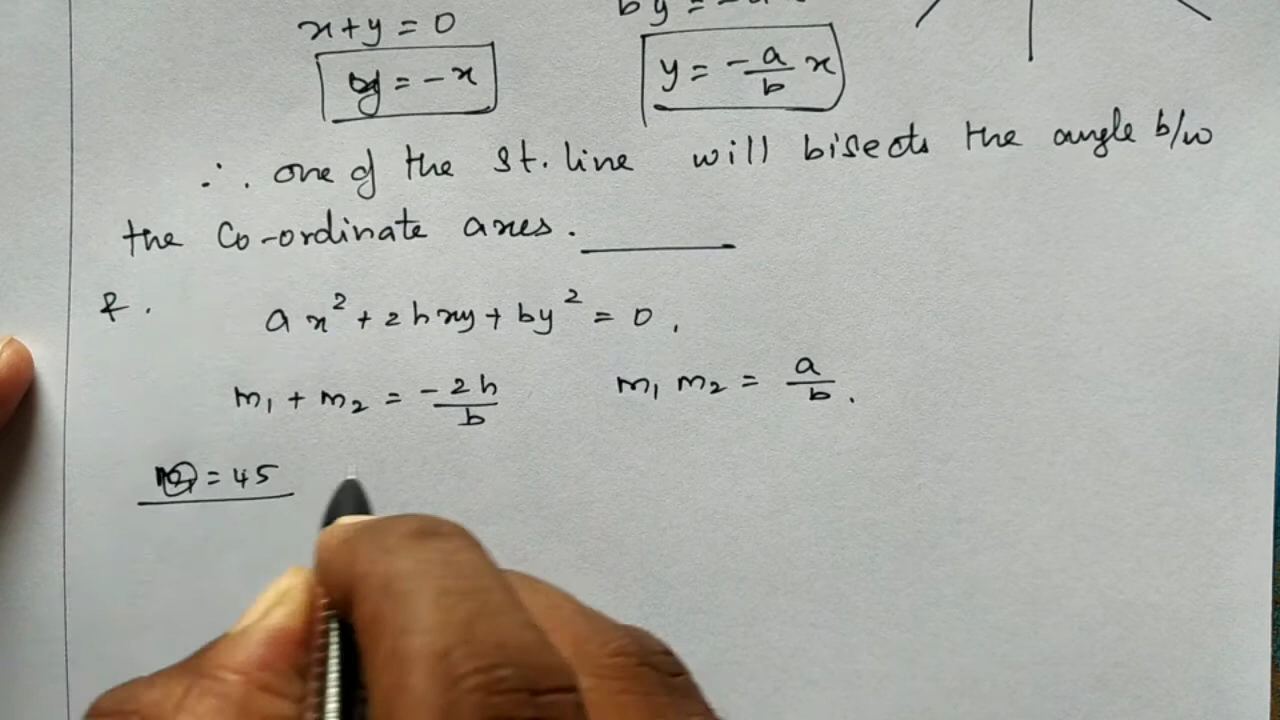 x + y = 0
y = - x
y = - a/b x
∴ one of the st. line will bisects the angle b/w
the Co-ordinate axes.
ax² + 2hxy + by² = 0.
m₁ + m₂ = -2h/b m₁ m₂ = a/b.
= 45